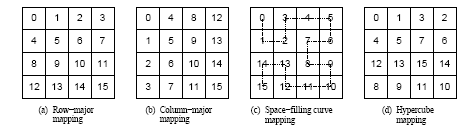 0 1 2 3 0 4 8 12 0 3 4 5 0 1 3 2
4 5 6 7 1 5 9 13 1 2 7 6 4 5 7 6
8 9 10 11 2 6 10 14 14 13 8 9 12 13 15 14
12 13 14 15 3 7 11 15 15 12 11 10 8 9 11 10
(a) Row-major mapping
(b) Column-major mapping
(c) Space-filling curve mapping
(d) Hypercube mapping